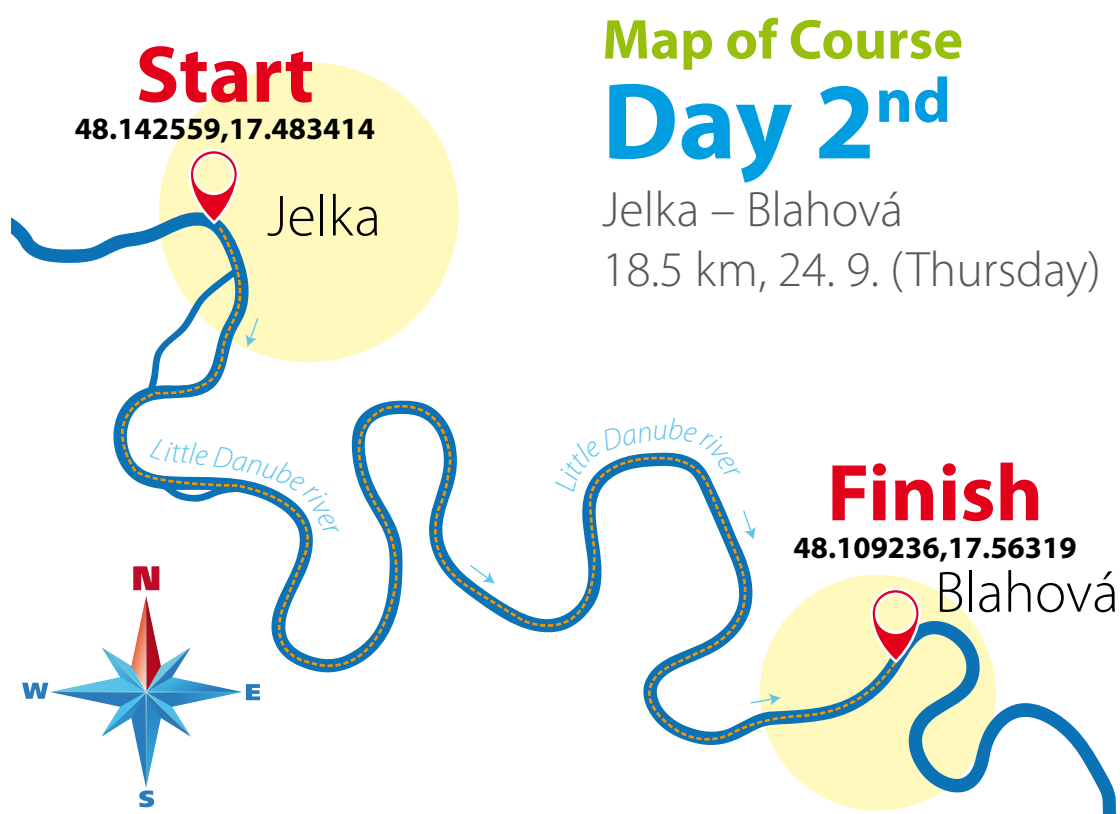 Map of Course
Day 2nd
Jelka – Blahová
18.5 km, 24. 9. (Thursday)
Start
48.142559,17.483414
Jelka
Little Danube river
Little Danube river
Finish
48.109236,17.56319
Blahová
N
W
E
S